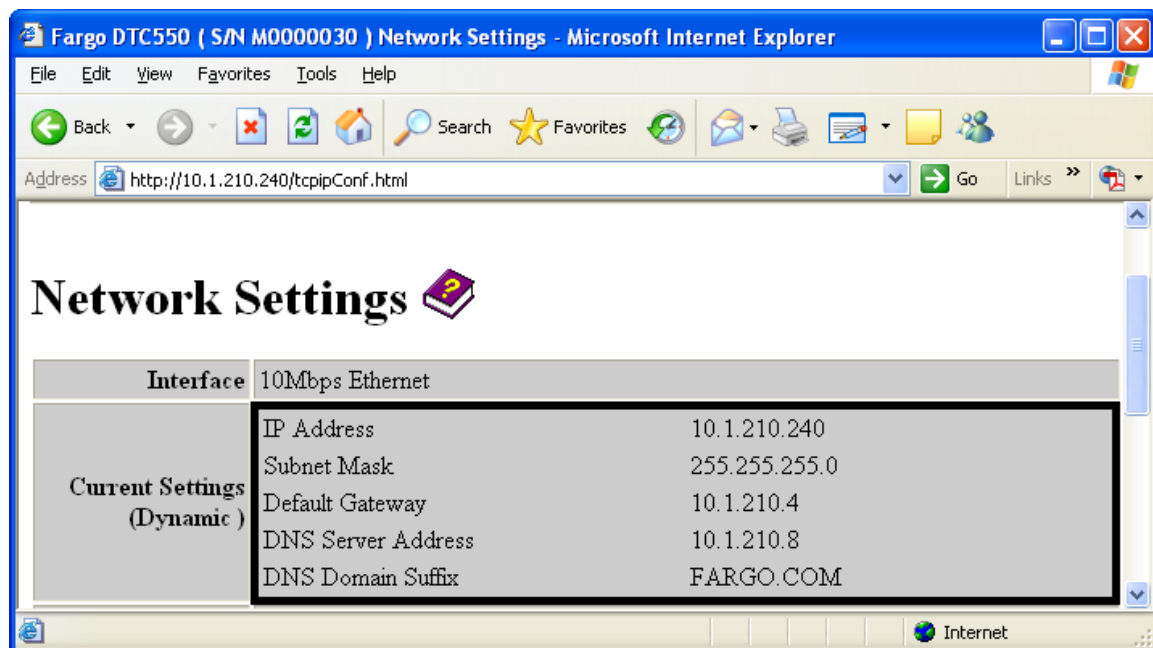 Fargo DTC550 ( S/N M0000030 ) Network Settings - Microsoft Internet Explorer
File Edit View Favorites Tools Help
Back Search Favorites
Address http://10.1.210.240/tcpipConf.html Go Links »
Network Settings ?
Interface 10Mbps Ethernet
Current Settings
(Dynamic )
IP Address 10.1.210.240
Subnet Mask 255.255.255.0
Default Gateway 10.1.210.4
DNS Server Address 10.1.210.8
DNS Domain Suffix FARGO.COM
Internet